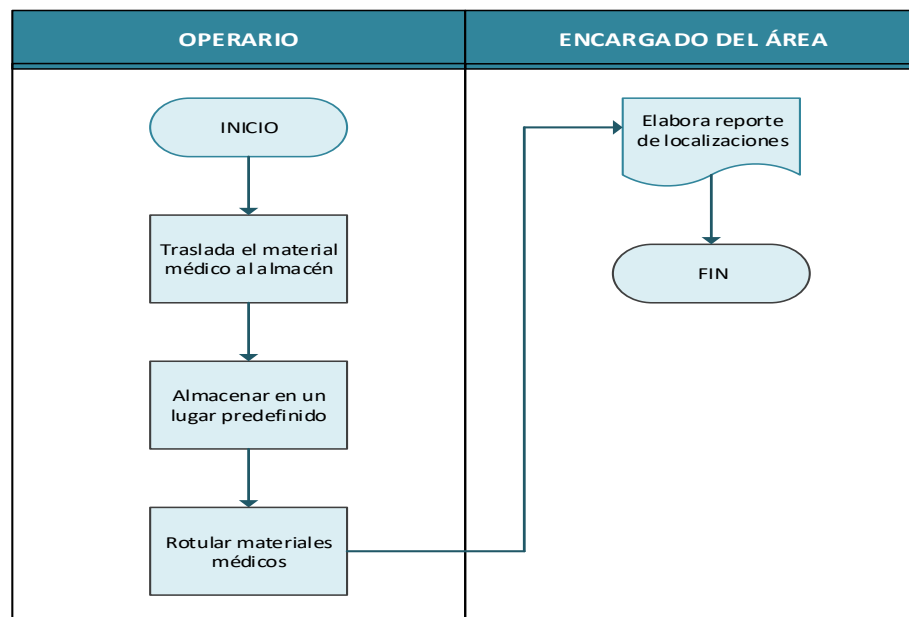 OPERARIO
ENCARGADO DEL ÁREA
INICIO
Traslada el material
médico al almacén
Almacenar en un
lugar predefinido
Rotular materiales
médicos
Elabora reporte
de localizaciones
FIN